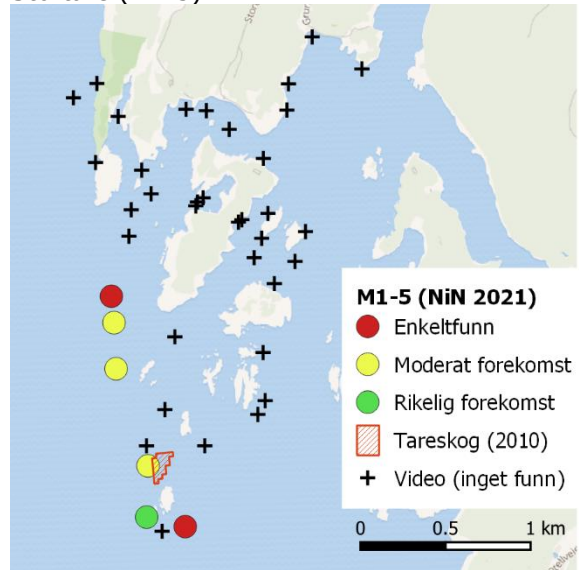 Stor
M1-5 (NiN 2021)
Enkeltfunn
Moderat forekomst
Rikelig forekomst
Tareskog (2010)
Video (inget funn)
0 0.5 1 km